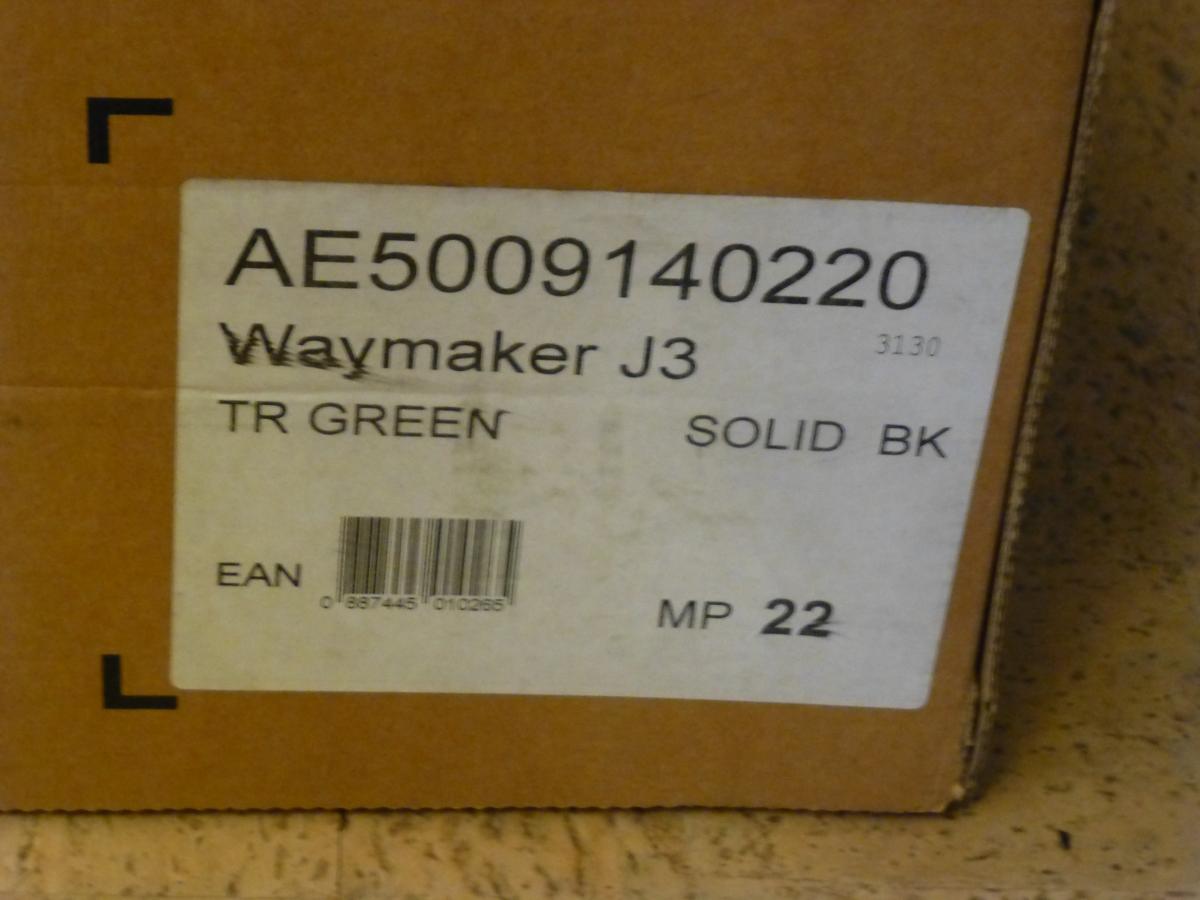 AE5009140220
Waymaker J3 3130
TR GREEN SOLID BK
EAN
0 887445 010265
MP 22